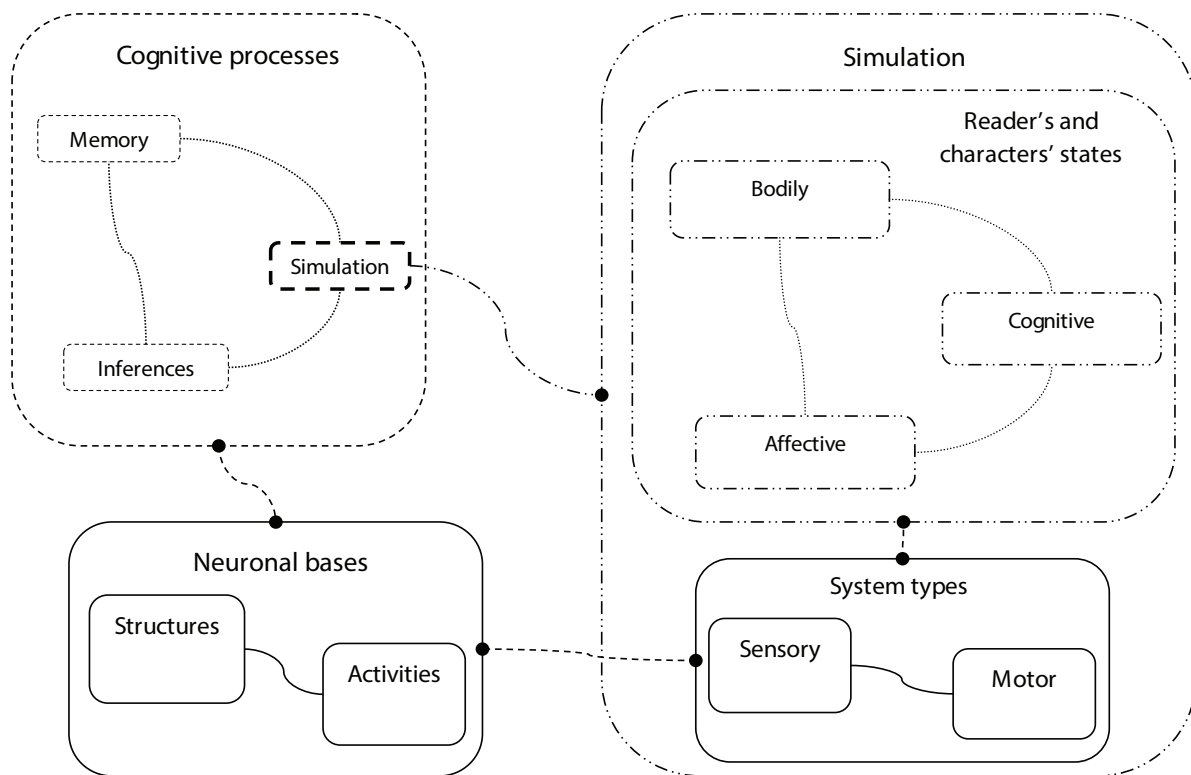 Cognitive processes
Memory
Simulation
Inferences
Neuronal bases
Structures
Activities
Simulation
Reader’s and
characters’ states
Bodily
Cognitive
Affective
System types
Sensory
Motor